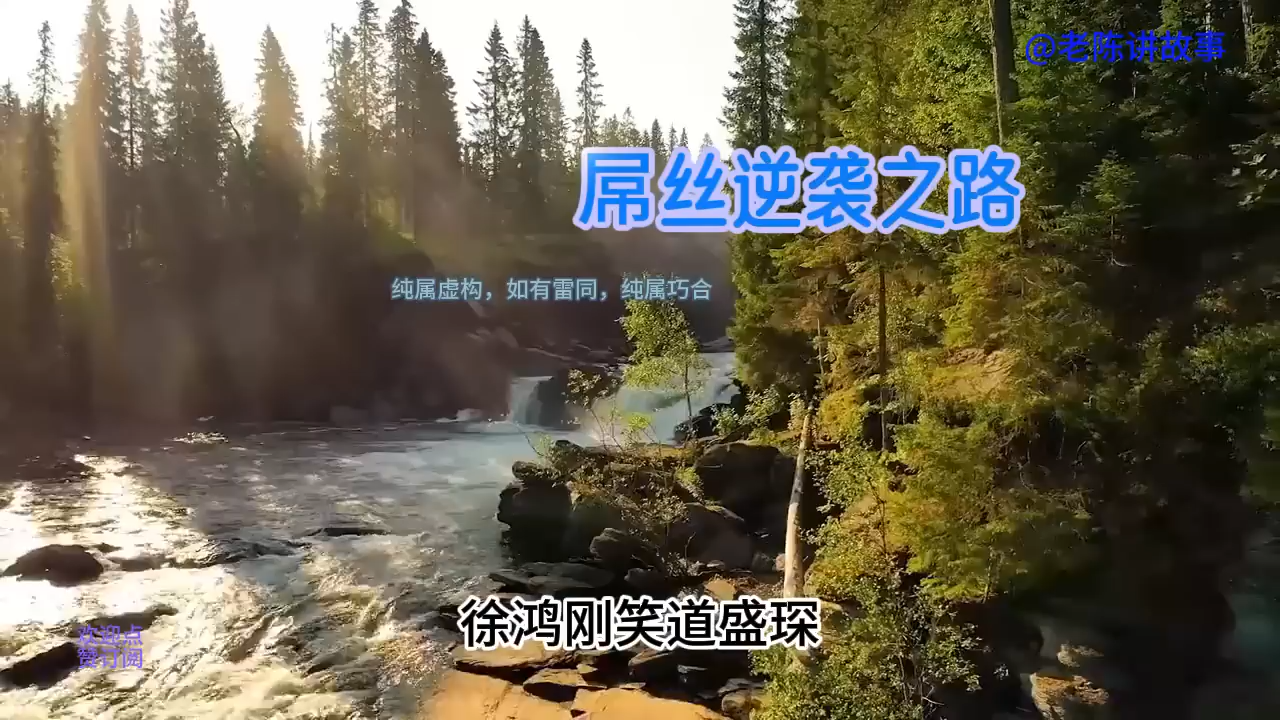 @老陈讲故事
屌丝逆袭之路
纯属虚构，如有雷同，纯属巧合
徐鸿刚笑道盛琛
欢迎点
赞订阅